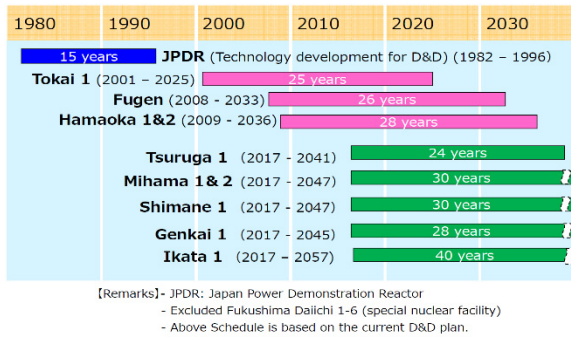 1980 1990 2000 2010 2020 2030
15 years JPDR (Technology development for D&D) (1982 – 1996)
Tokai 1 (2001 – 2025) 25 years
Fugen (2008 - 2033) 26 years
Hamaoka 1&2 (2009 - 2036) 28 years
Tsuruga 1 (2017 - 2041) 24 years
Mihama 1& 2 (2017 - 2047) 30 years
Shimane 1 (2017 - 2047) 30 years
Genkai 1 (2017 - 2045) 28 years
Ikata 1 (2017 – 2057) 40 years
【Remarks】- JPDR: Japan Power Demonstration Reactor
- Excluded Fukushima Daiichi 1-6 (special nuclear facility)
- Above Schedule is based on the current D&D plan.